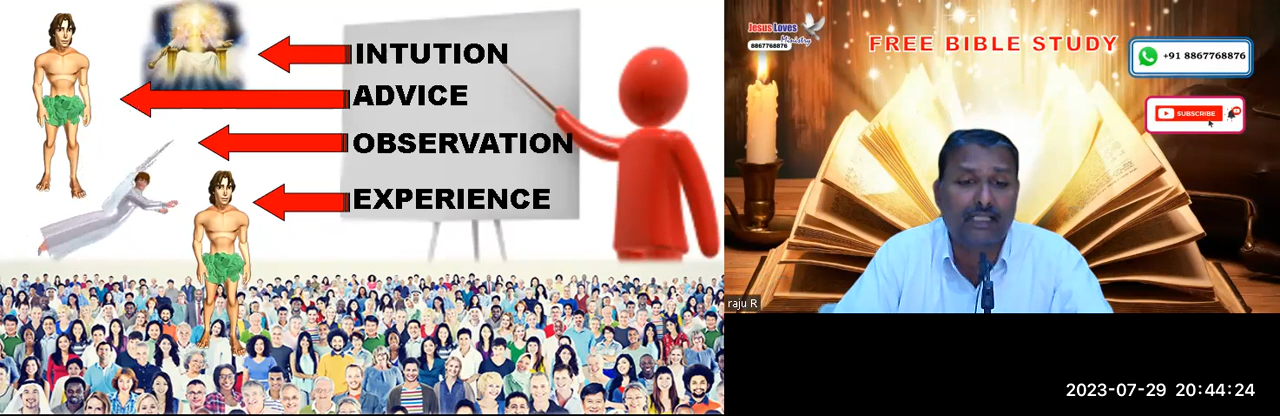 INTUTION
ADVICE
OBSERVATION
EXPERIENCE
Jesus Loves
Ministry
8867768876
FREE BIBLE STUDY
+91 8867768876
SUBSCRIBE
raju R
2023-07-29 20:44:24